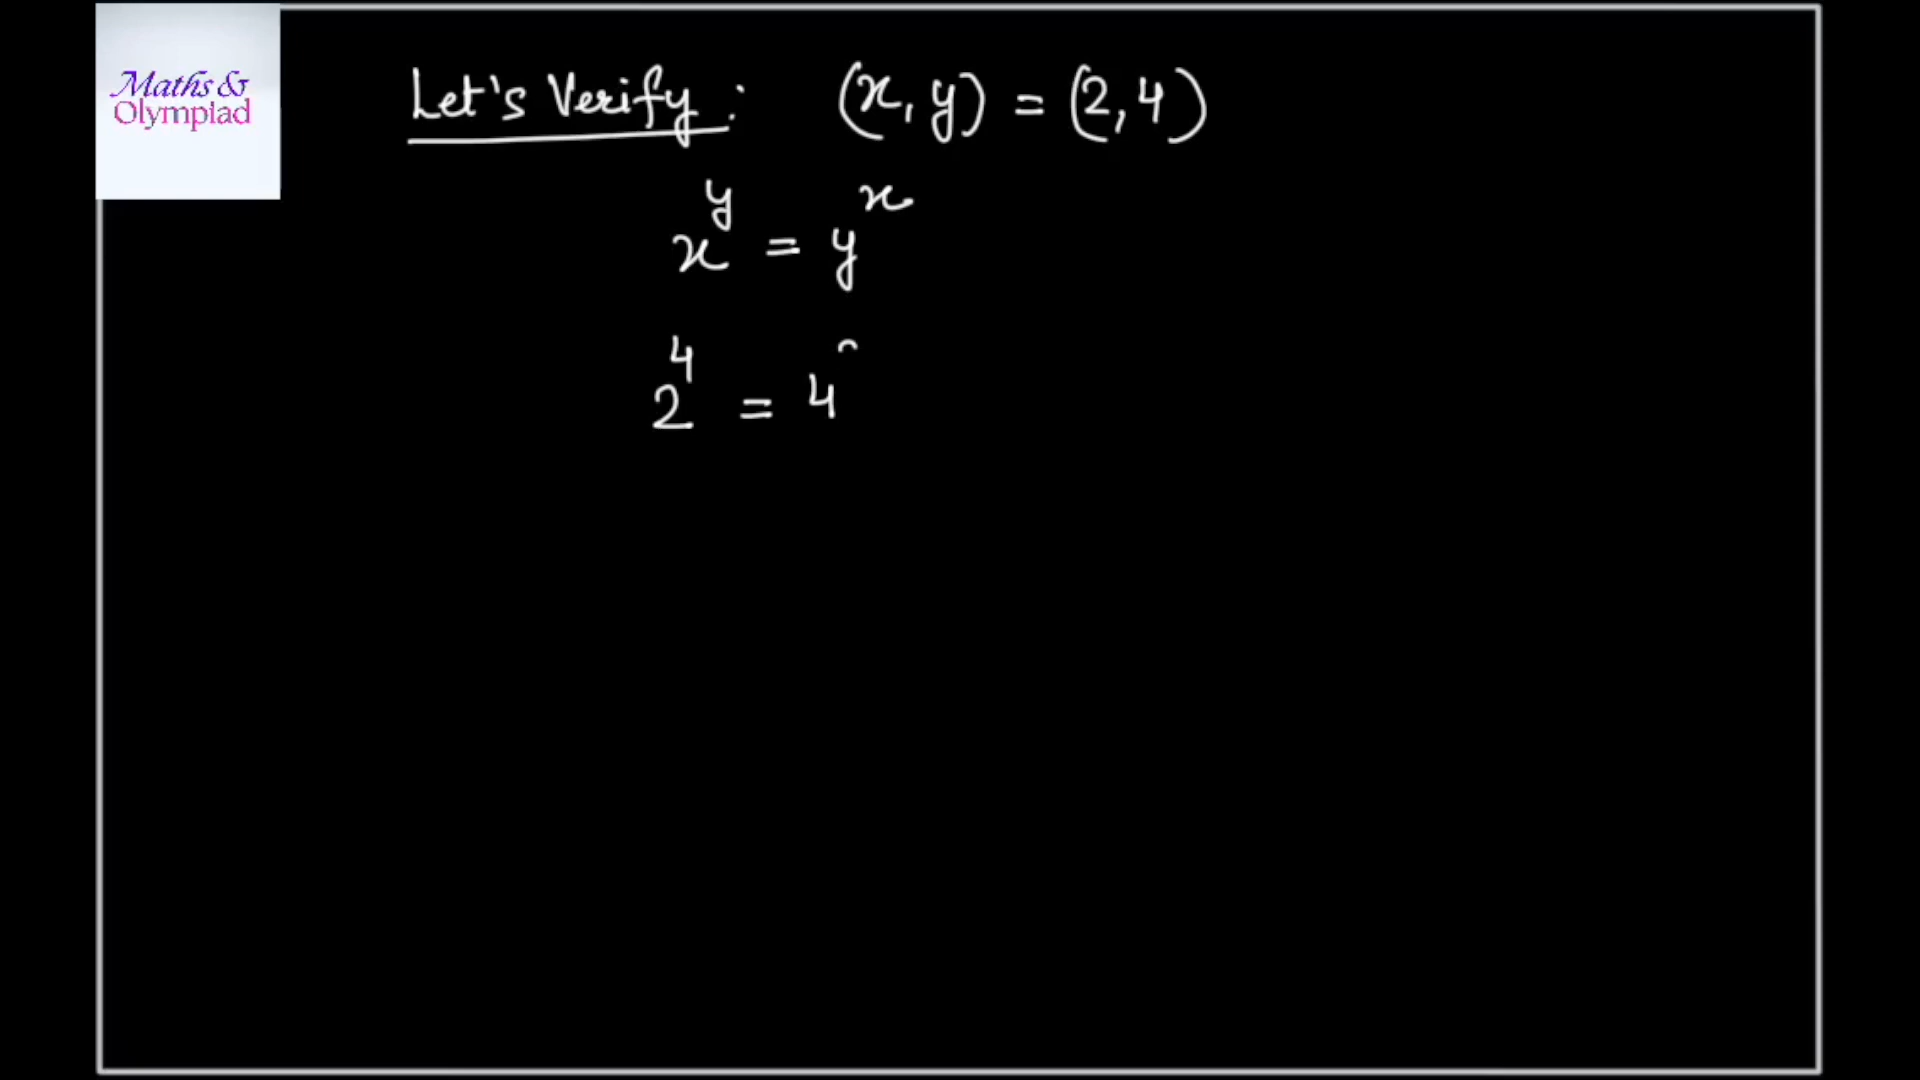 Maths &
Olympiad
Let's Verify : (x, y) = (2, 4)
x^y = y^x
2^4 = 4